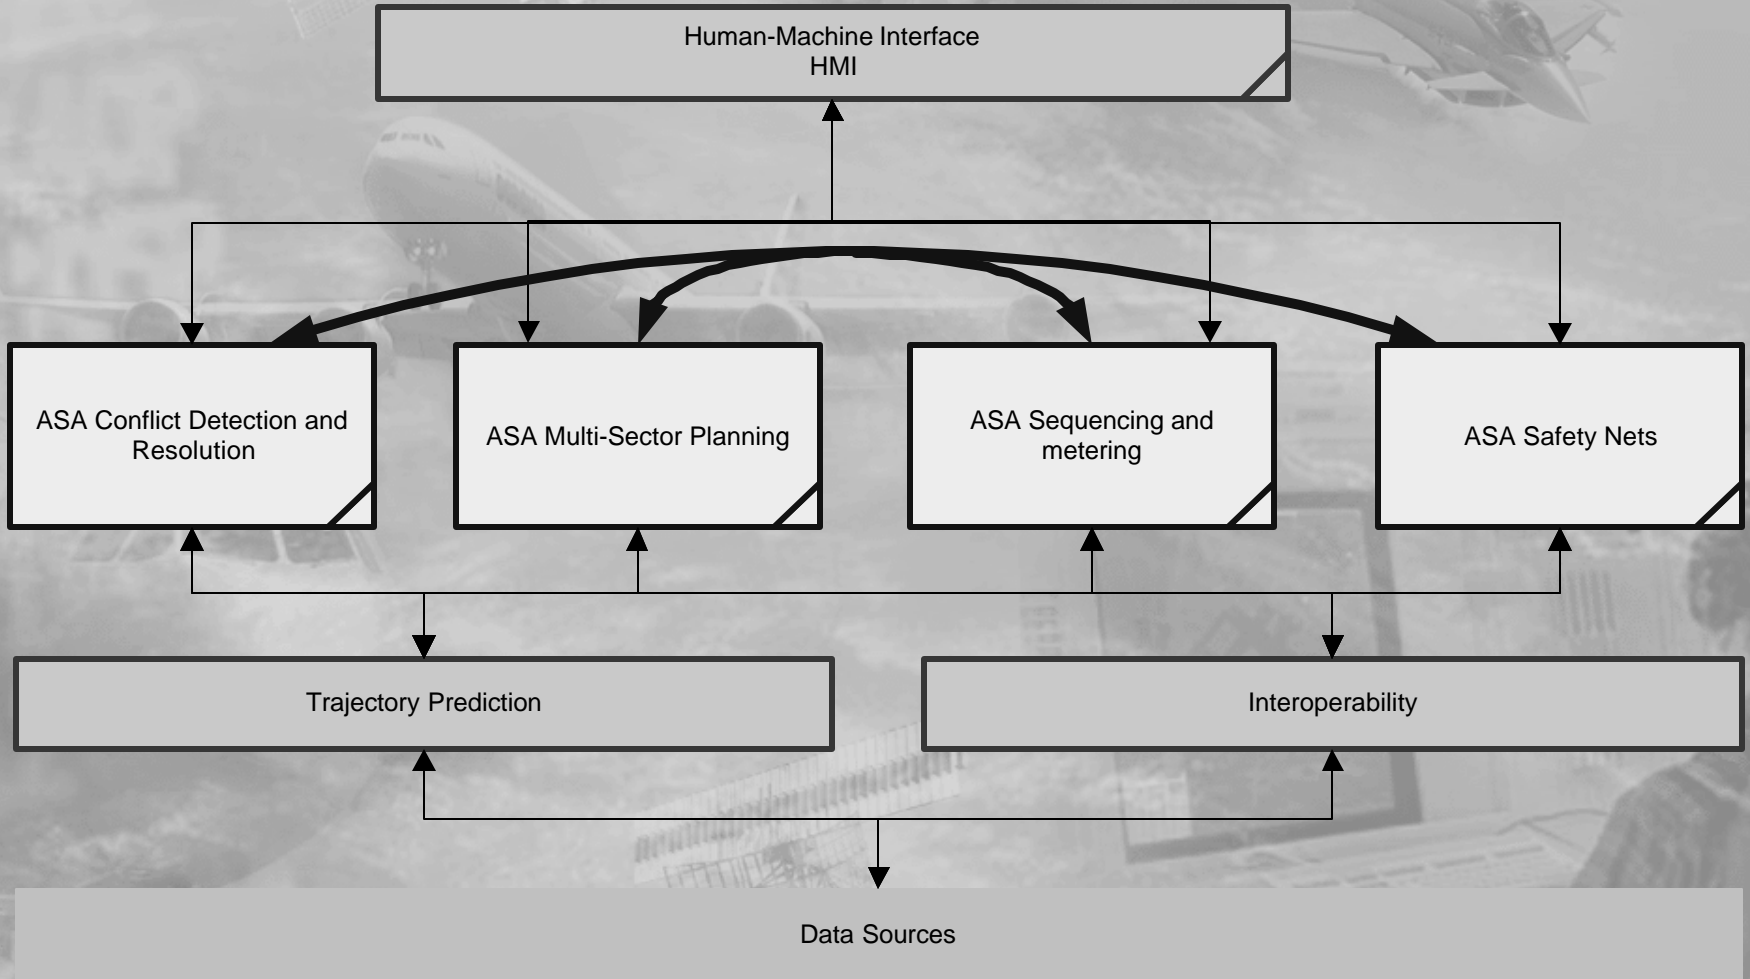 Human-Machine Interface
HMI
ASA Conflict Detection and
Resolution
ASA Multi-Sector Planning
ASA Sequencing and
metering
ASA Safety Nets
Trajectory Prediction
Interoperability
Data Sources